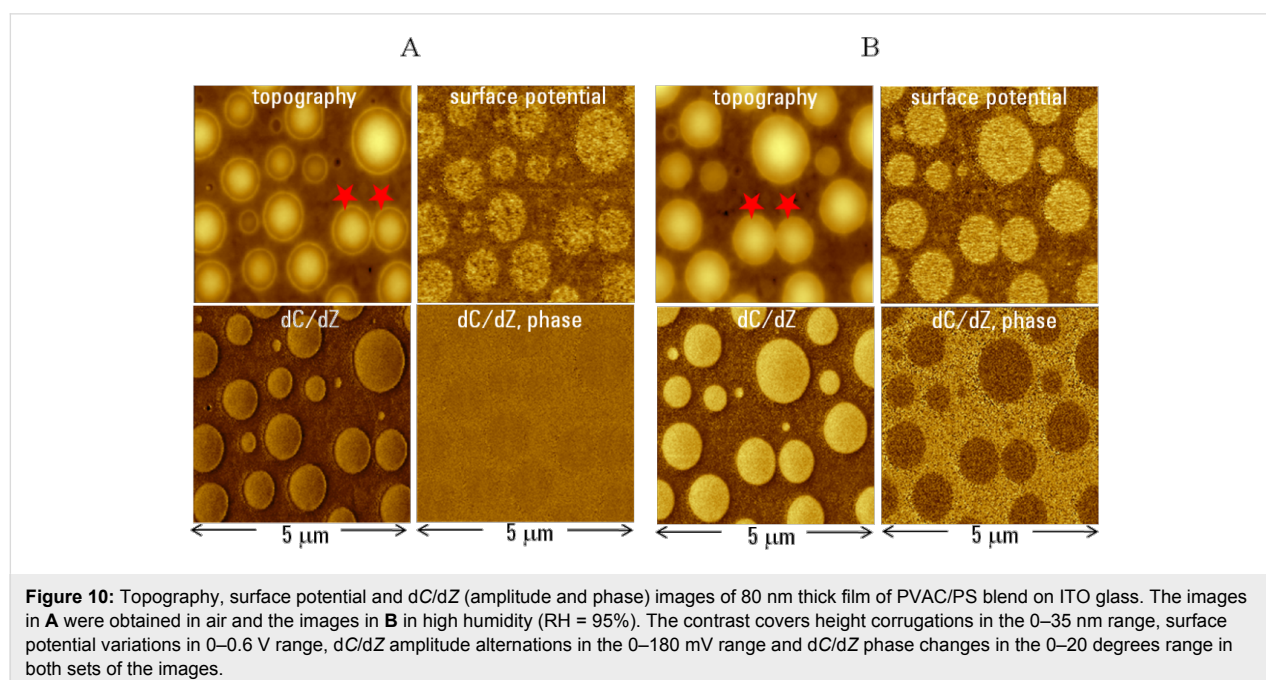 A
B
topography
surface potential
topography
surface potential
dC/dZ
dC/dZ, phase
dC/dZ
dC/dZ, phase
5 μm
5 μm
5 μm
5 μm
Figure 10: Topography, surface potential and dC/dZ (amplitude and phase) images of 80 nm thick film of PVAC/PS blend on ITO glass. The images
in A were obtained in air and the images in B in high humidity (RH = 95%). The contrast covers height corrugations in the 0–35 nm range, surface
potential variations in 0–0.6 V range, dC/dZ amplitude alternations in the 0–180 mV range and dC/dZ phase changes in the 0–20 degrees range in
both sets of the images.